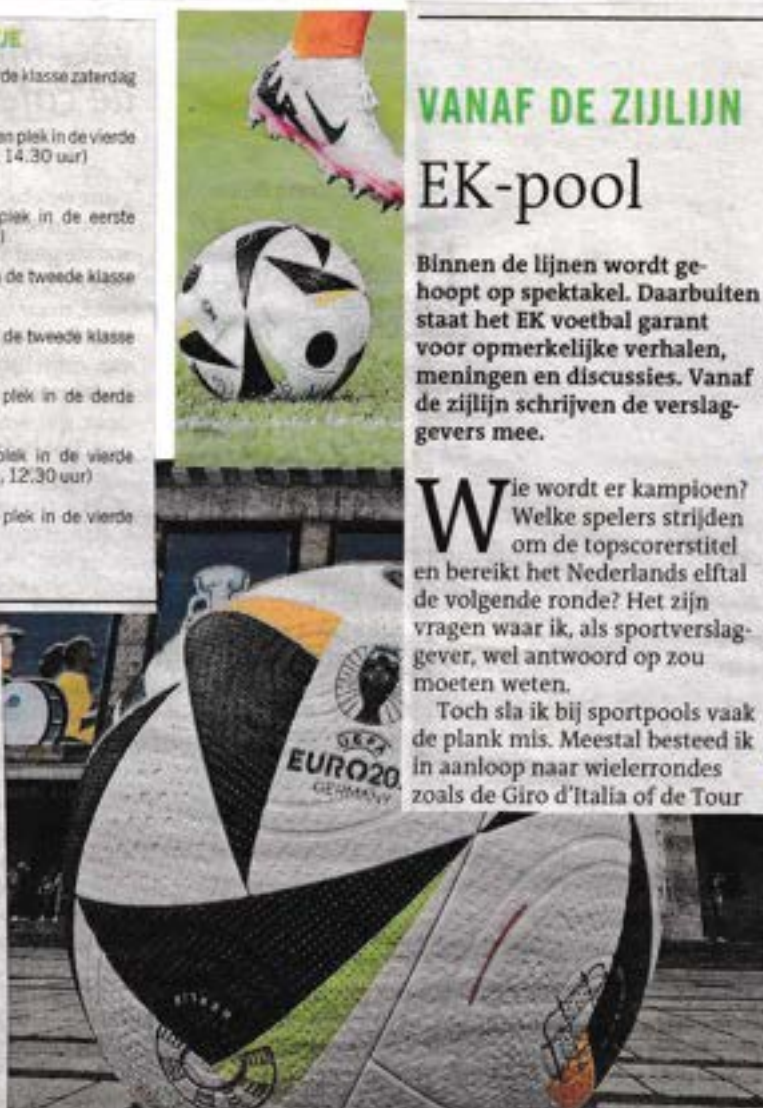 JE
de klasse zaterdag
en plek in de vierde
14.30 uur)
plek in de eerste
)
de tweede klasse
de tweede klasse
plek in de derde
plek in de vierde
, 12.30 uur)
plek in de vierde
VANAF DE ZIJLIJN
EK-pool
Binnen de lijnen wordt ge-
hoopt op spektakel. Daarbuiten
staat het EK voetbal garant
voor opmerkelijke verhalen,
meningen en discussies. Vanaf
de zijlijn schrijven de verslag-
gevers mee.
Wie wordt er kampioen?
Welke spelers strijden
om de topscorerstitel
en bereikt het Nederlands elftal
de volgende ronde? Het zijn
vragen waar ik, als sportverslag-
gever, wel antwoord op zou
moeten weten.
Toch sla ik bij sportpools vaak
de plank mis. Meestal besteed ik
in aanloop naar wielerrondes
zoals de Giro d'Italia of de Tour
UEFA
EURO20
GERMANY
BERLIN